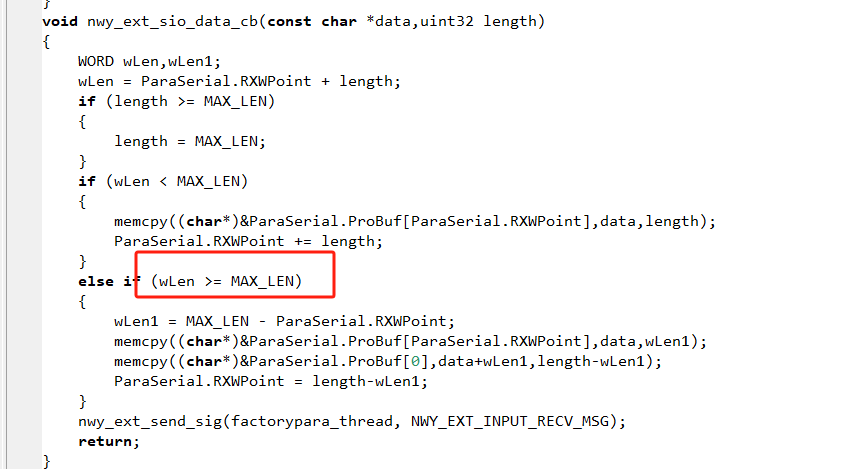 }
void nwy_ext_sio_data_cb(const char *data,uint32 length)
{
WORD wLen,wLen1;
wLen = ParaSerial.RXWPoint + length;
if (length >= MAX_LEN)
{
length = MAX_LEN;
}
if (wLen < MAX_LEN)
{
memcpy((char*)&ParaSerial.ProBuf[ParaSerial.RXWPoint],data,length);
ParaSerial.RXWPoint += length;
}
else if (wLen >= MAX_LEN)
{
wLen1 = MAX_LEN - ParaSerial.RXWPoint;
memcpy((char*)&ParaSerial.ProBuf[ParaSerial.RXWPoint],data,wLen1);
memcpy((char*)&ParaSerial.ProBuf[0],data+wLen1,length-wLen1);
ParaSerial.RXWPoint = length-wLen1;
}
nwy_ext_send_sig(factorypara_thread, NWY_EXT_INPUT_RECV_MSG);
return;
}